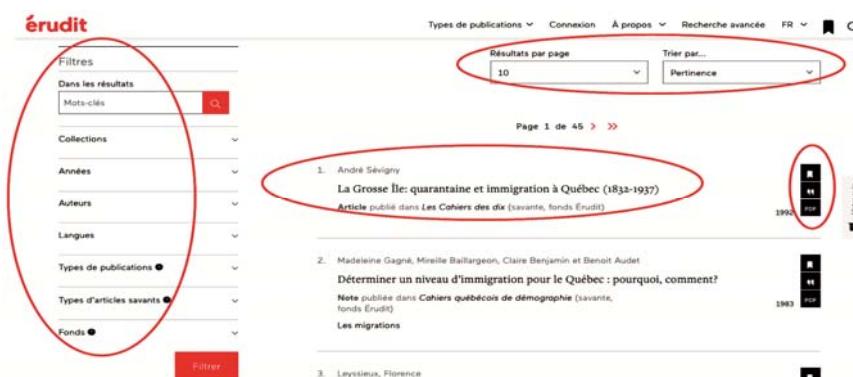 érudit
Types de publications Connexion À propos Recherche avancée FR
Filtres
Dans les résultats
Mots-clés
Collections
Années
Auteurs
Langues
Types de publications
Types d'articles savants
Fonds
Filtrer
Résultats par page Trier par...
10 Pertinence
Page 1 de 45 > >>
1. André Sévigny
La Grosse Île: quarantaine et immigration à Québec (1832-1937)
Article publié dans Les Cahiers des dix (savante, fonds Érudit)
1992 PDF
2. Madeleine Gagné, Mireille Baillargeon, Claire Benjamin et Benoit Audet
Déterminer un niveau d'immigration pour le Québec : pourquoi, comment?
Note publiée dans Cahiers québécois de démographie (savante,
fonds Érudit)
1983 PDF
Les migrations
3. Leyssieux, Florence